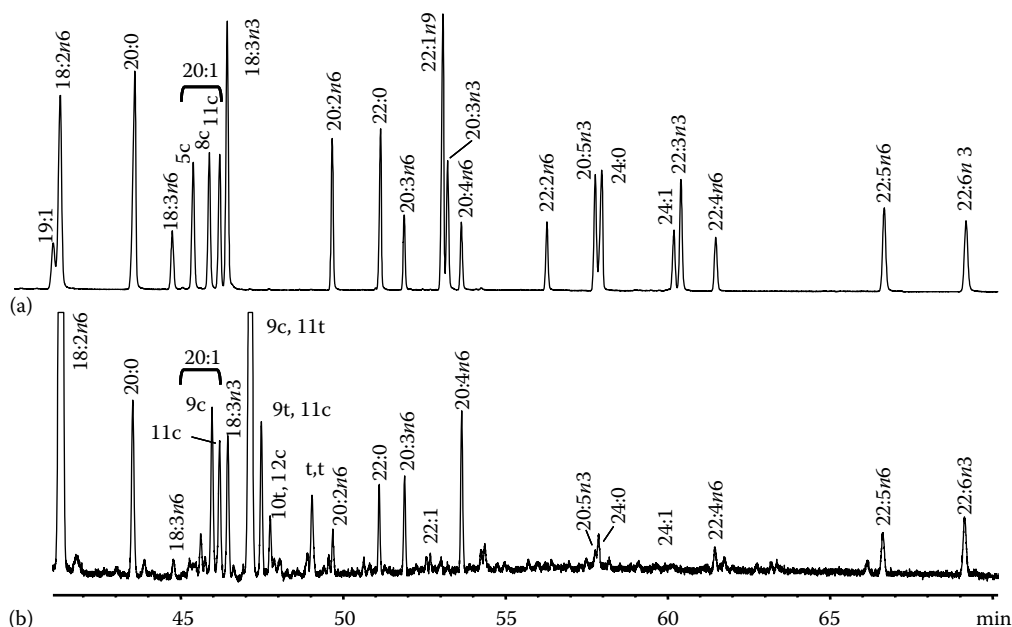 19:1
18:2n6
20:0
18:3n6
20:1
5c
8c
11c
18:3n3
20:2n6
22:0
20:3n6
22:1n9
20:3n3
20:4n6
22:2n6
20:5n3
24:0
24:1
22:3n3
22:4n6
22:5n6
22:6n 3
(a)
18:2n6
20:0
18:3n6
20:1
9c
11c
18:3n3
9c, 11t
9t, 11c
10t, 12c
t,t
20:2n6
22:0
20:3n6
22:1
20:4n6
20:5n3
24:0
24:1
22:4n6
22:5n6
22:6n3
(b)
45
50
55
60
65
min